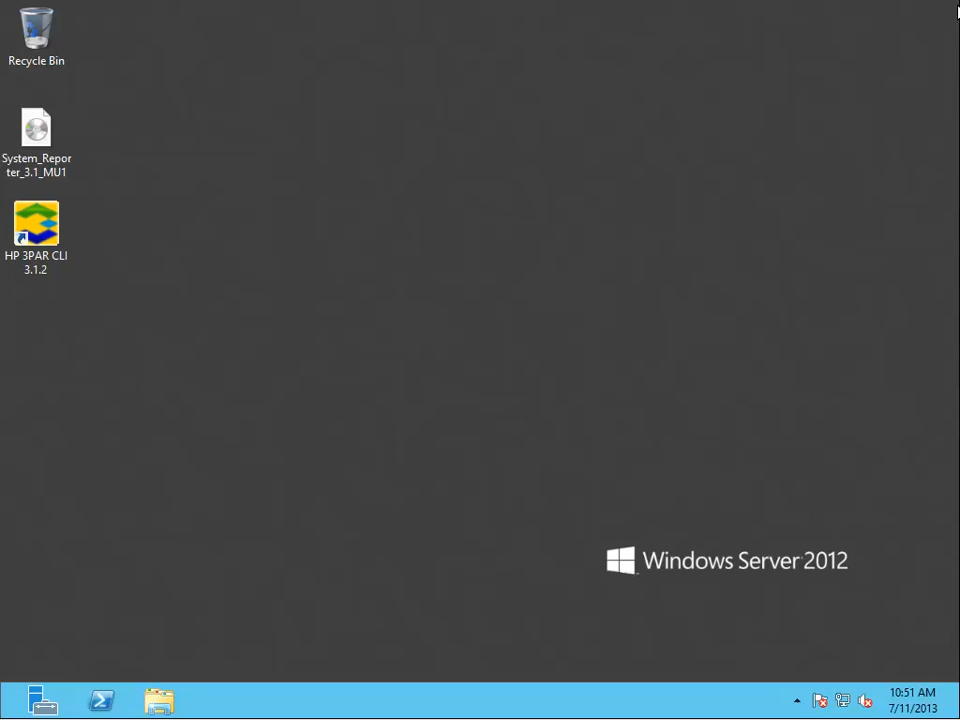 Recycle Bin
System_Repor
ter_3.1_MU1
HP 3PAR CLI
3.1.2
Windows Server 2012
10:51 AM
7/11/2013